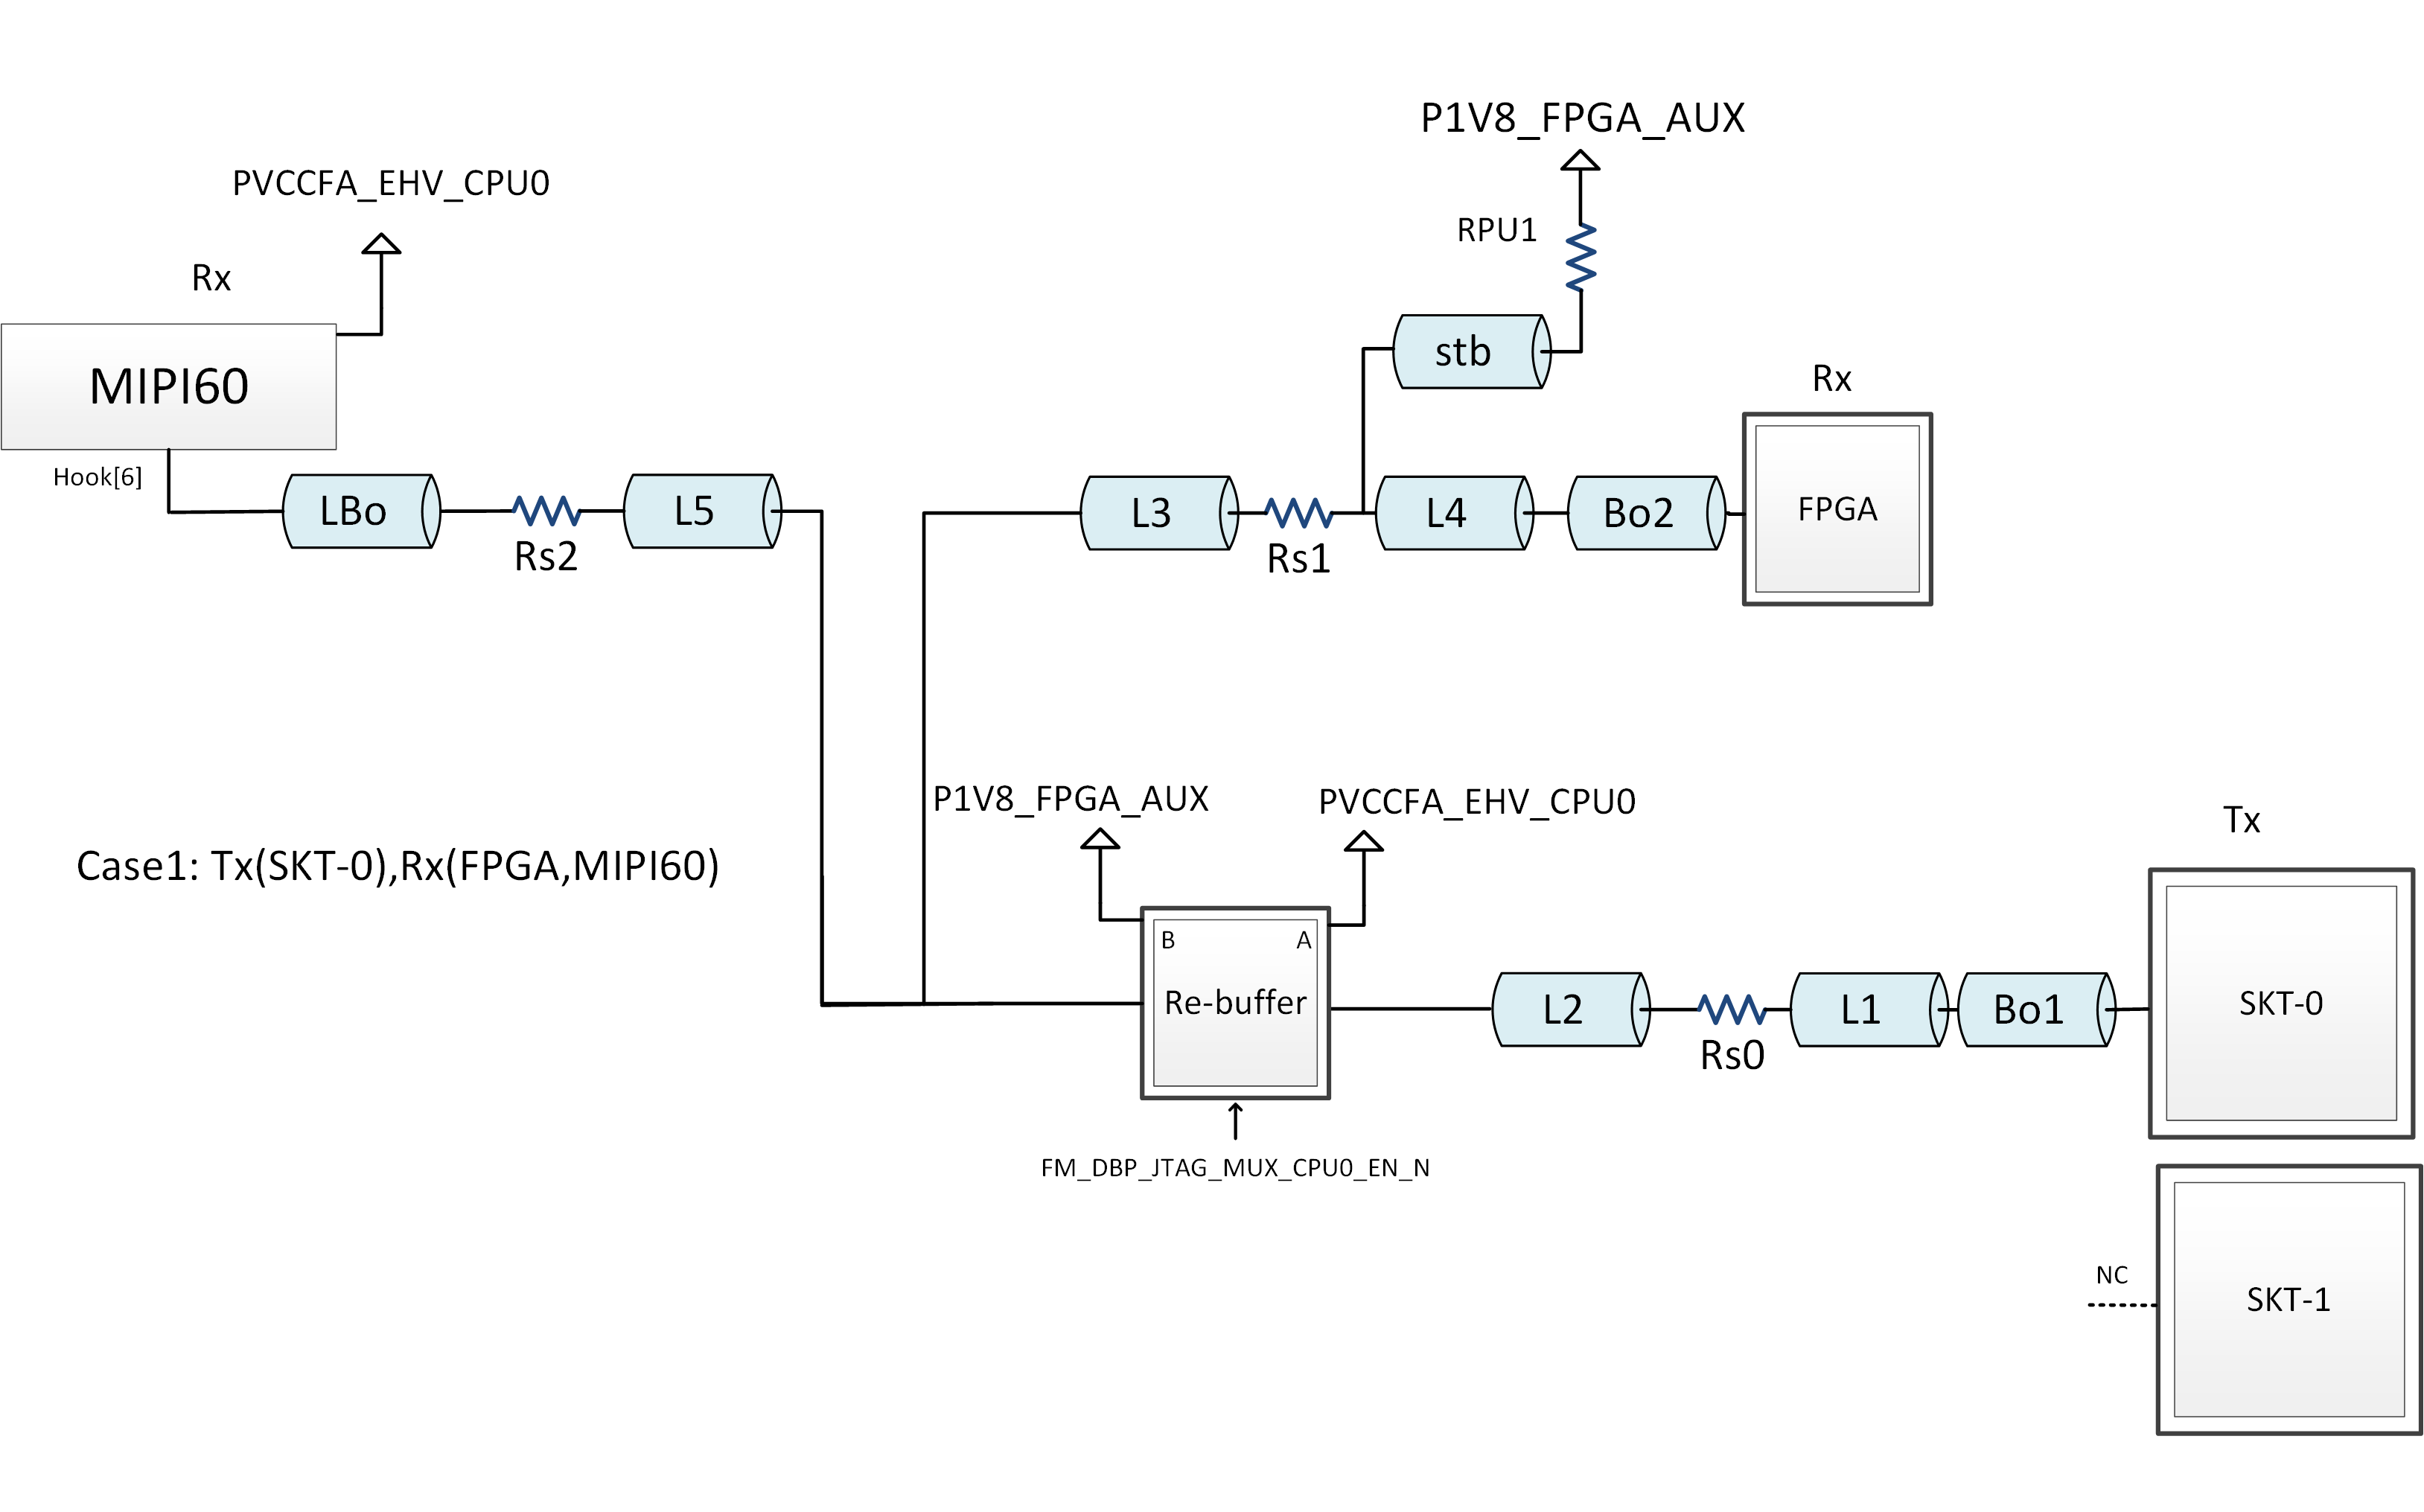 P1V8_FPGA_AUX
PVCCFA_EHV_CPU0
RPU1
Rx
stb
MIPI60
Rx
Hook[6]
LBo
Rs2
L5
L3
Rs1
L4
Bo2
FPGA
P1V8_FPGA_AUX
PVCCFA_EHV_CPU0
Tx
Case1: Tx(SKT-0),Rx(FPGA,MIPI60)
B
A
Re-buffer
L2
Rs0
L1
Bo1
SKT-0
FM_DBP_JTAG_MUX_CPU0_EN_N
NC
SKT-1